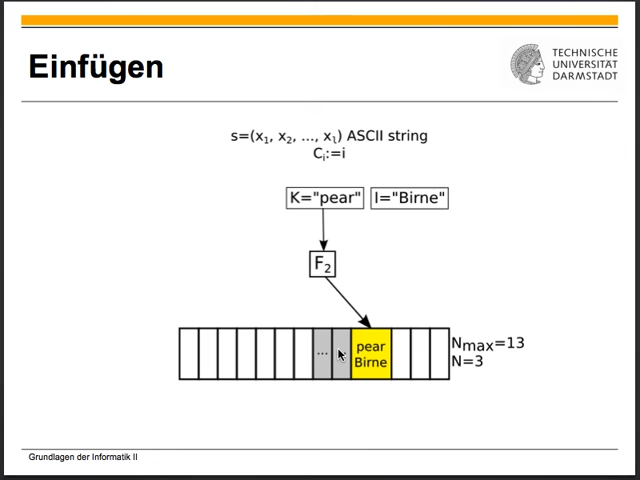 Einfügen
TECHNISCHE
UNIVERSITÄT
DARMSTADT
s=(x₁, x₂, ..., xₗ) ASCII string
Cᵢ:=i
K="pear" I="Birne"
F₂
... pear
Birne
Nmax=13
N=3
Grundlagen der Informatik II